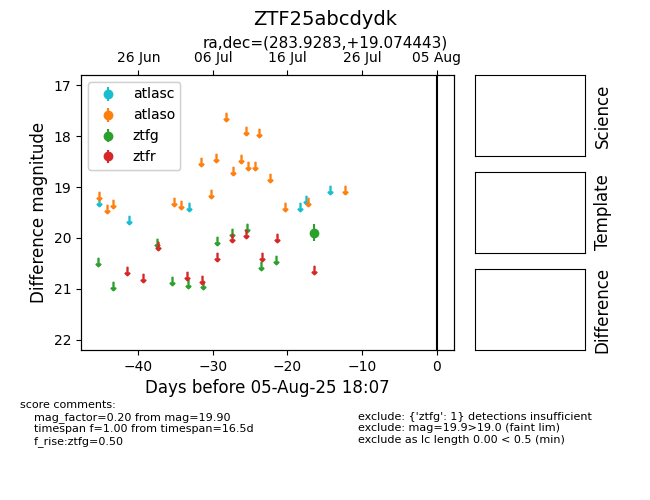 ZTF25abcdydk
ra,dec=(283.9283,+19.074443)
26 Jun 06 Jul 16 Jul 26 Jul 05 Aug
17
18
19
20
21
22
Difference magnitude
atlasc
atlaso
ztfg
ztfr
−40 −30 −20 −10 0
Days before 05-Aug-25 18:07
Science
Template
Difference
score comments:
mag_factor=0.20 from mag=19.90
timespan f=1.00 from timespan=16.5d
f_rise:ztfg=0.50
exclude: {'ztfg': 1} detections insufficient
exclude: mag=19.9>19.0 (faint lim)
exclude as lc length 0.00 < 0.5 (min)